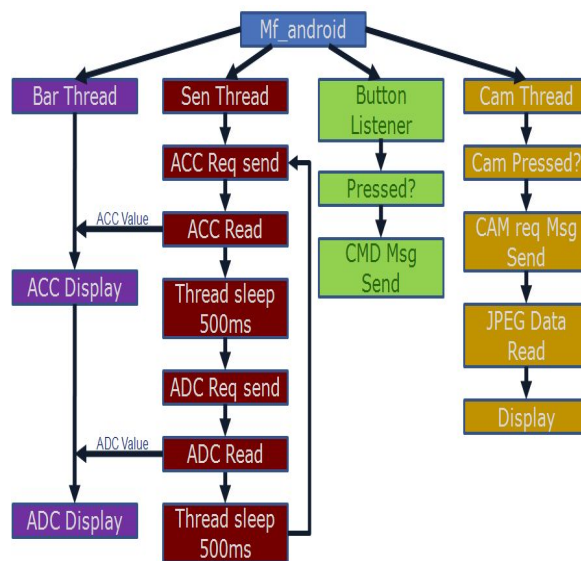 Mf_android
Bar Thread
Sen Thread
Button
Listener
Cam Thread
ACC Req send
Pressed?
Cam Pressed?
ACC Value
ACC Read
CMD Msg
Send
CAM req Msg
Send
ACC Display
Thread sleep
500ms
JPEG Data
Read
ADC Req send
Display
ADC Value
ADC Read
ADC Display
Thread sleep
500ms